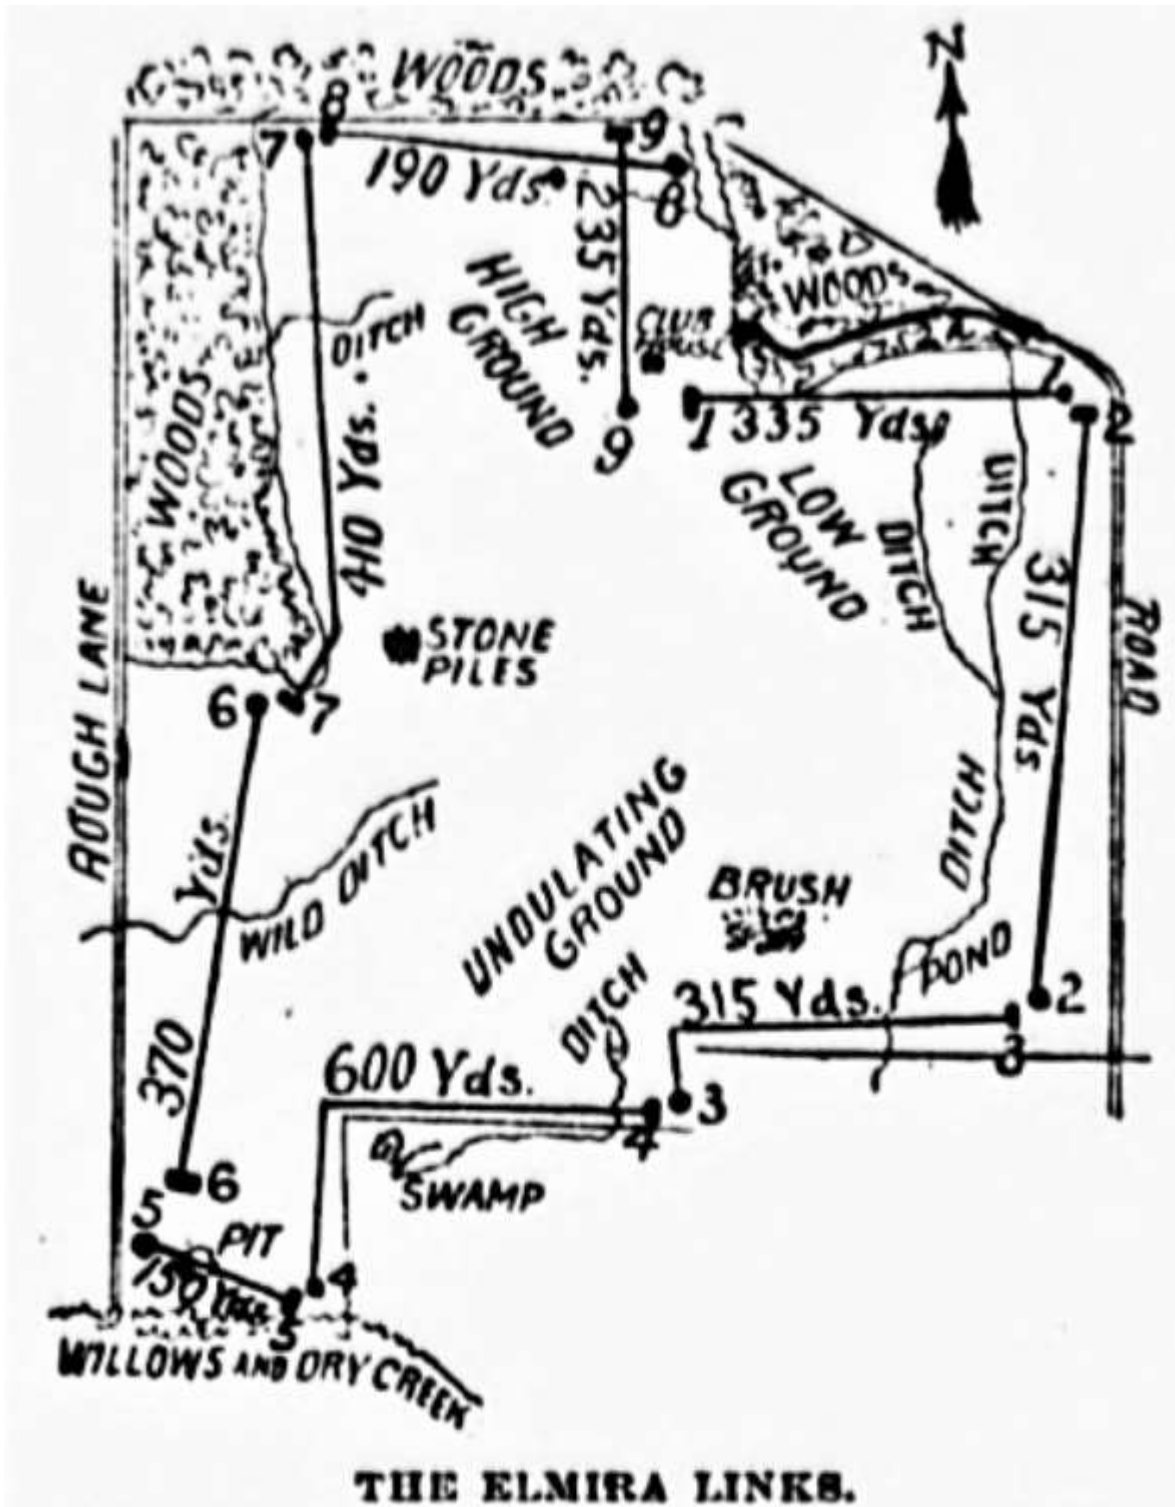 N
WOODS
8
7
9
190 Yds.
8
235 Yds.
HIGH
GROUND
CLUB
HOUSE
WOODS
DITCH
1
1
335 Yds.
2
9
WOODS
410 Yds.
LOW
GROUND
DITCH
DITCH
315 Yds
ROAD
STONE
PILES
ROUGH LANE
6
7
UNDULATING
GROUND
DITCH
Yds.
WILD DITCH
BRUSH
POND
DITCH
315 Yds.
2
3
370
600 Yds.
3
4
SWAMP
6
5
PIT
150 Yds.
4
5
WILLOWS AND DRY CREEK
THE ELMIRA LINKS.